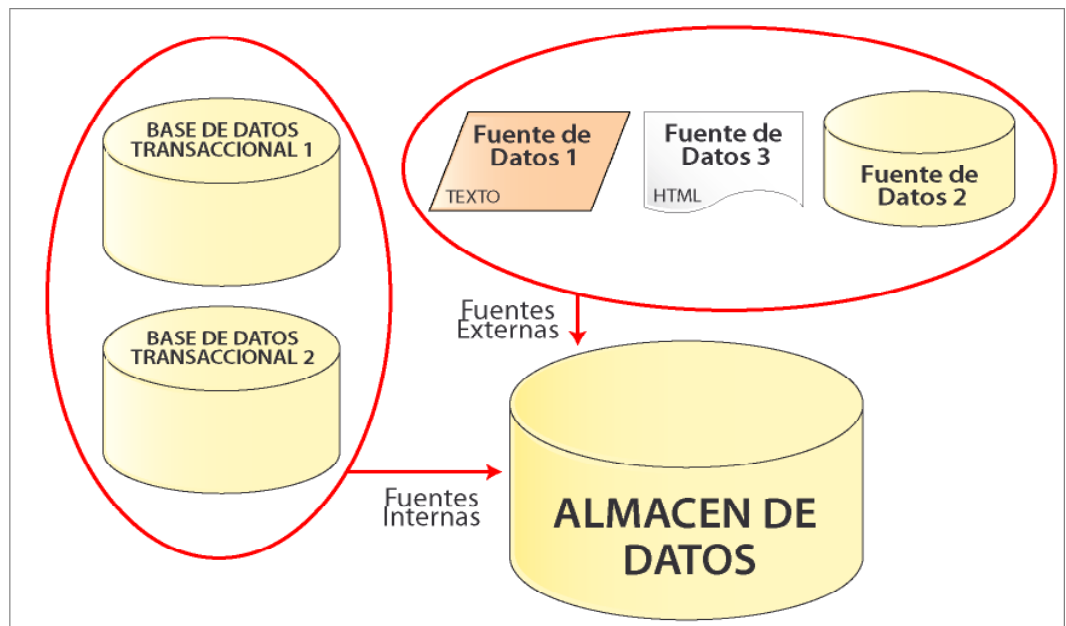 BASE DE DATOS
TRANSACCIONAL 1
BASE DE DATOS
TRANSACCIONAL 2
Fuente de
Datos 1
TEXTO
Fuente de
Datos 3
HTML
Fuente de
Datos 2
Fuentes
Externas
Fuentes
Internas
ALMACEN DE
DATOS